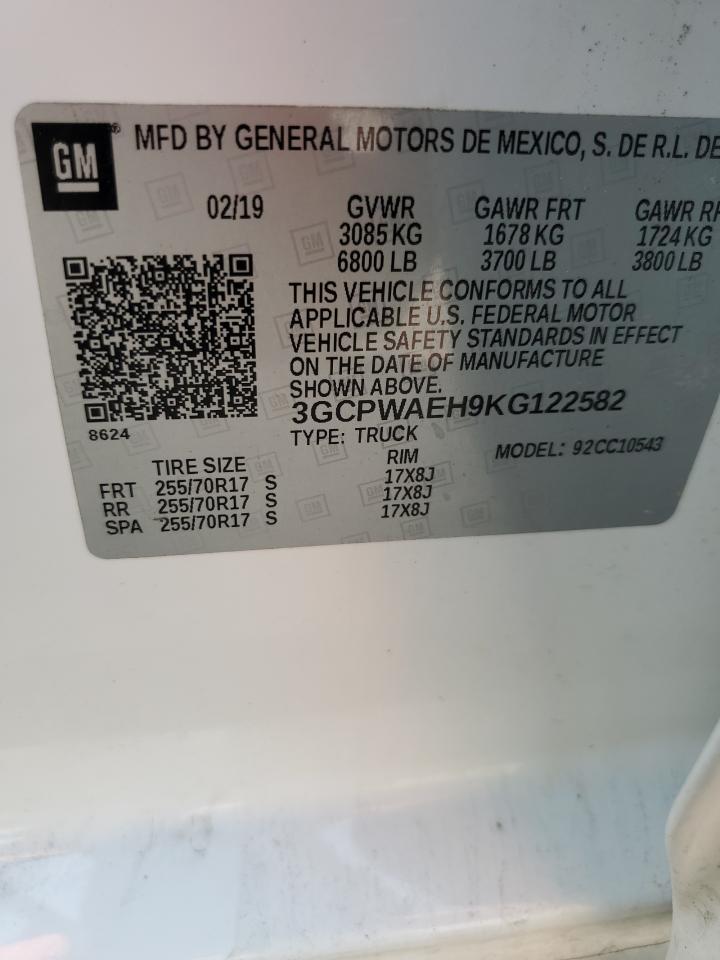 GM® MFD BY GENERAL MOTORS DE MEXICO, S. DE R.L. DE
02/19 GVWR GAWR FRT GAWR RR
3085 KG 1678 KG 1724 KG
6800 LB 3700 LB 3800 LB
THIS VEHICLE CONFORMS TO ALL
APPLICABLE U.S. FEDERAL MOTOR
VEHICLE SAFETY STANDARDS IN EFFECT
ON THE DATE OF MANUFACTURE
SHOWN ABOVE.
3GCPWAEH9KG122582
8624 TYPE: TRUCK MODEL: 92CC10543
TIRE SIZE RIM
FRT 255/70R17 S 17X8J
RR 255/70R17 S 17X8J
SPA 255/70R17 S 17X8J